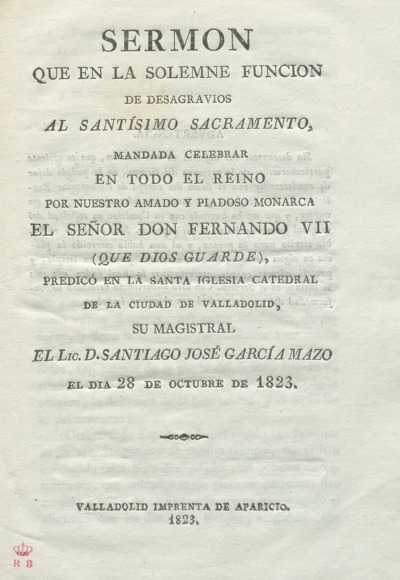 SERMON
QUE EN LA SOLEMNE FUNCION
DE DESAGRAVIOS
AL SANTÍSIMO SACRAMENTO,
MANDADA CELEBRAR
EN TODO EL REINO
POR NUESTRO AMADO Y PIADOSO MONARCA
EL SEÑOR DON FERNANDO VII
(QUE DIOS GUARDE),
PREDICÓ EN LA SANTA IGLESIA CATEDRAL
DE LA CIUDAD DE VALLADOLID,
SU MAGISTRAL
EL LIC. D. SANTIAGO JOSÉ GARCÍA MAZO
EL DIA 28 DE OCTUBRE DE 1823.
VALLADOLID IMPRENTA DE APARICIO.
1823.
R B